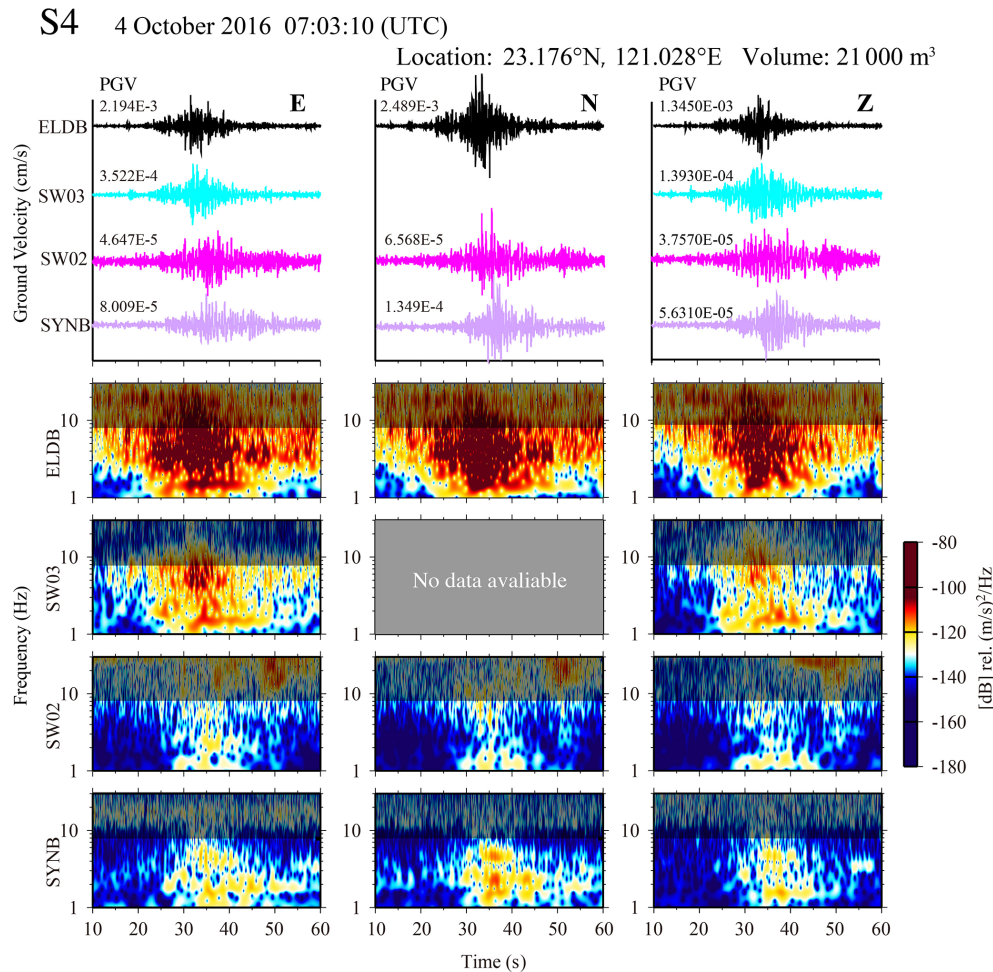 S4 4 October 2016 07:03:10 (UTC)
Location: 23.176°N, 121.028°E Volume: 21 000 m³
PGV E PGV N PGV Z
ELDB 2.194E-3 2.489E-3 1.3450E-03
SW03 3.522E-4 1.3930E-04
SW02 4.647E-5 6.568E-5 3.7570E-05
SYNB 8.009E-5 1.349E-4 5.6310E-05
Ground Velocity (cm/s)
ELDB
10
1
10
1
10
1
SW03
10
1
No data avaliable
10
1
SW02
10
1
10
1
10
1
SYNB
10
1
10
1
10
1
Frequency (Hz)
10 20 30 40 50 60 10 20 30 40 50 60 10 20 30 40 50 60
Time (s)
-80
-100
-120
-140
-160
-180
[dB] rel. (m/s)²/Hz